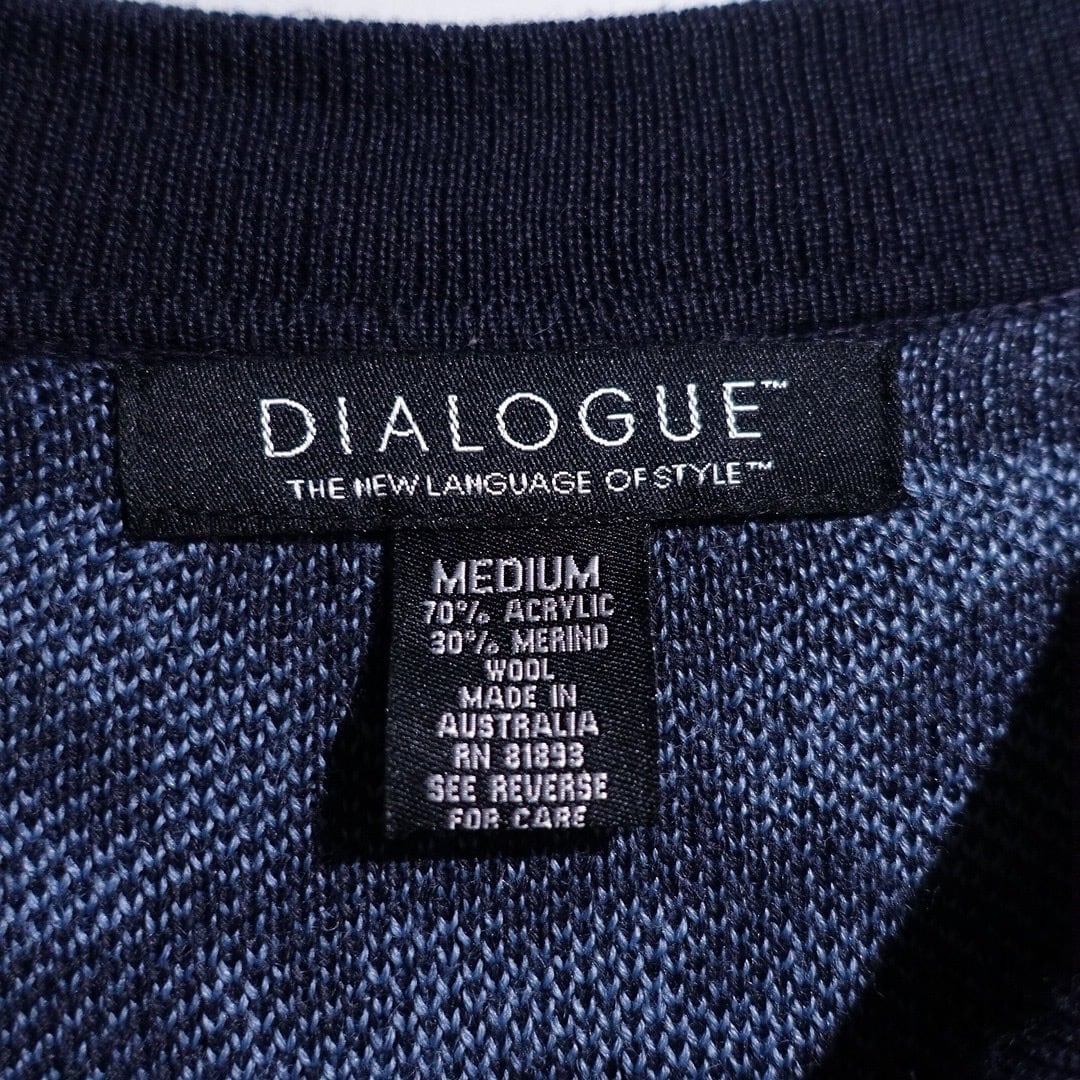 DIALOGUE™
THE NEW LANGUAGE OF STYLE™
MEDIUM
70% ACRYLIC
30% MERINO
WOOL
MADE IN
AUSTRALIA
RN 81893
SEE REVERSE
FOR CARE